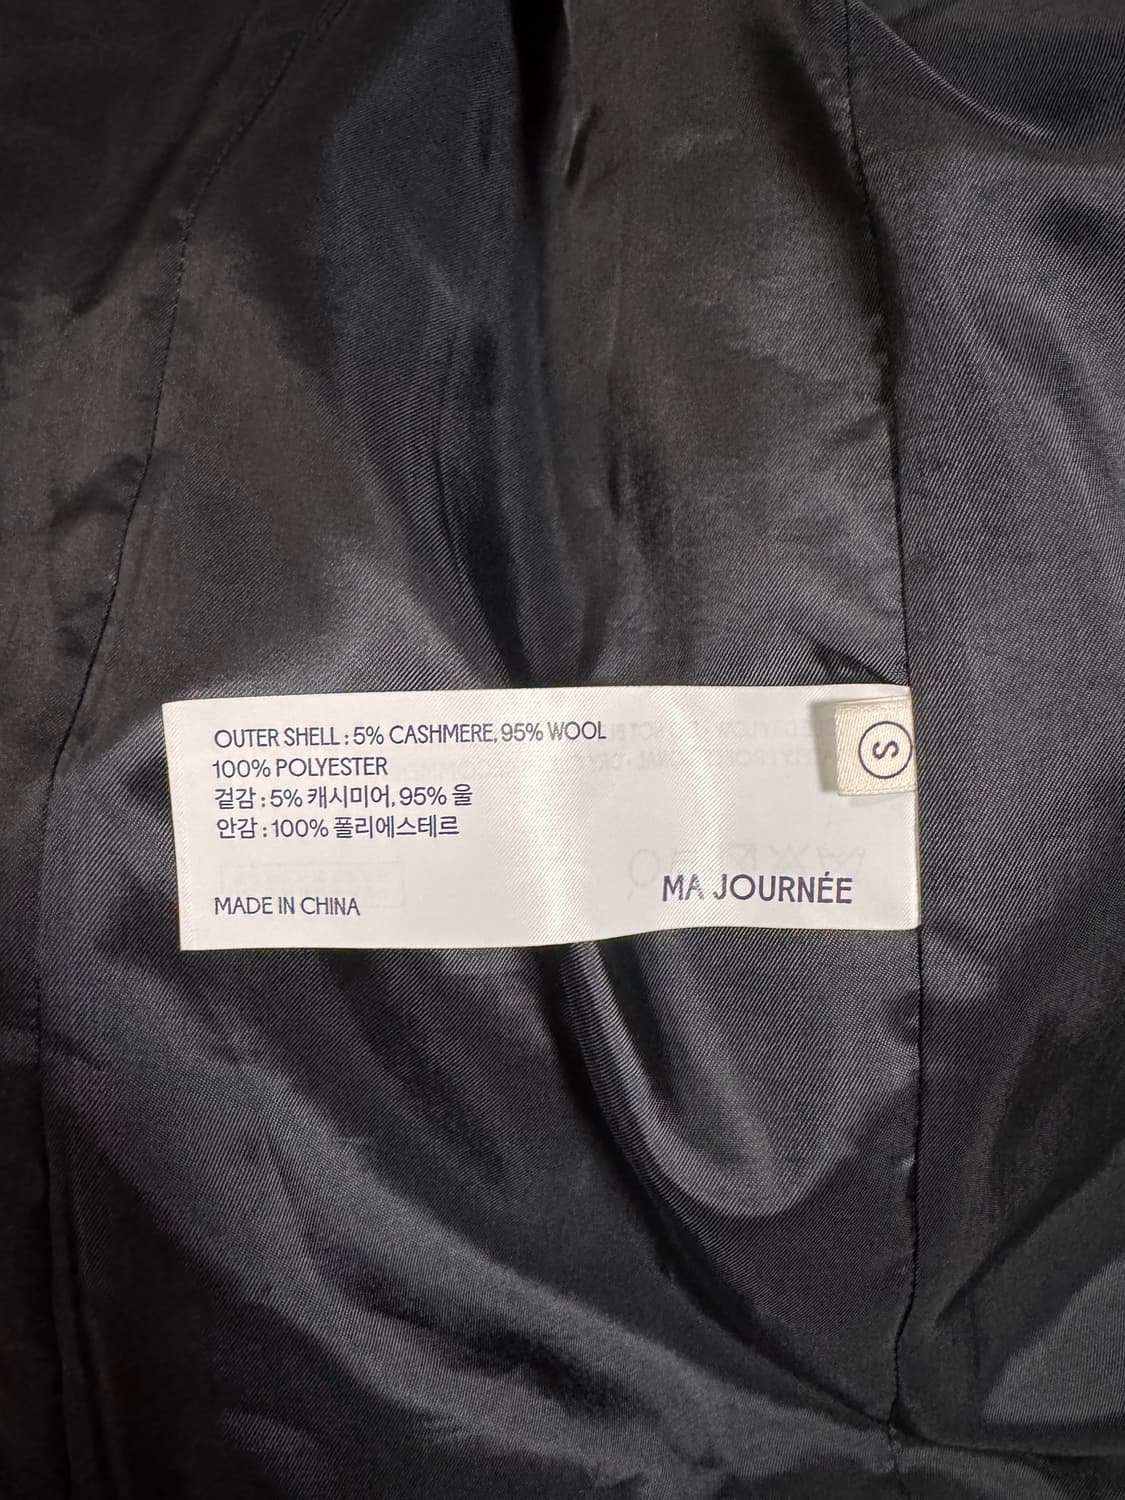 OUTER SHELL : 5% CASHMERE, 95% WOOL
100% POLYESTER
겉감 : 5% 캐시미어, 95% 울
안감 : 100% 폴리에스테르
MADE IN CHINA
MA JOURNÉE
S